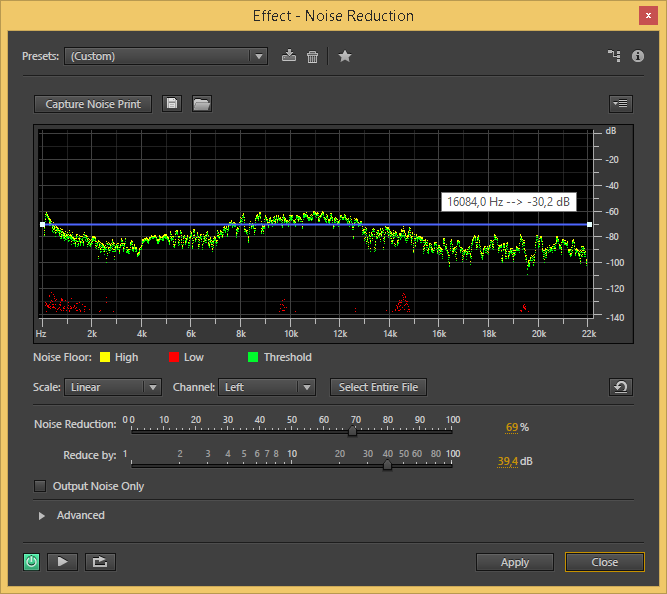 Effect - Noise Reduction
x
Presets: (Custom)
Capture Noise Print
dB
-20
-40
16084,0 Hz --> -30,2 dB
-60
-80
-100
-120
-140
Hz 2k 4k 6k 8k 10k 12k 14k 16k 18k 20k 22k
Noise Floor: High Low Threshold
Scale: Linear Channel: Left Select Entire File
Noise Reduction: 0 0 10 20 30 40 50 60 70 80 90 100 69 %
Reduce by: 1 2 3 4 5 6 7 8 10 20 30 40 50 60 80 100 39,4 dB
Output Noise Only
Advanced
Apply Close